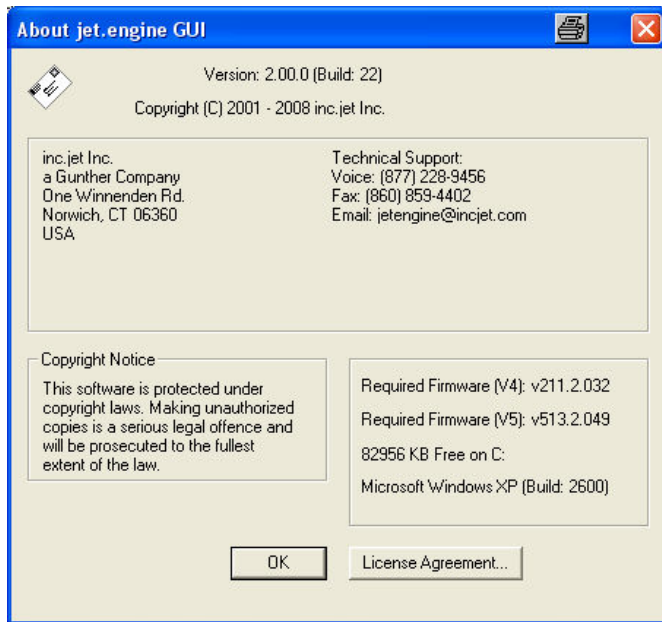 About jet.engine GUI
Version: 2.00.0 (Build: 22)
Copyright (C) 2001 - 2008 inc.jet Inc.
inc.jet Inc.
a Gunther Company
One Winnenden Rd.
Norwich, CT 06360
USA
Technical Support:
Voice: (877) 228-9456
Fax: (860) 859-4402
Email: jetengine@incjet.com
Copyright Notice
This software is protected under
copyright laws. Making unauthorized
copies is a serious legal offence and
will be prosecuted to the fullest
extent of the law.
Required Firmware (V4): v211.2.032
Required Firmware (V5): v513.2.049
82956 KB Free on C:
Microsoft Windows XP (Build: 2600)
OK
License Agreement...